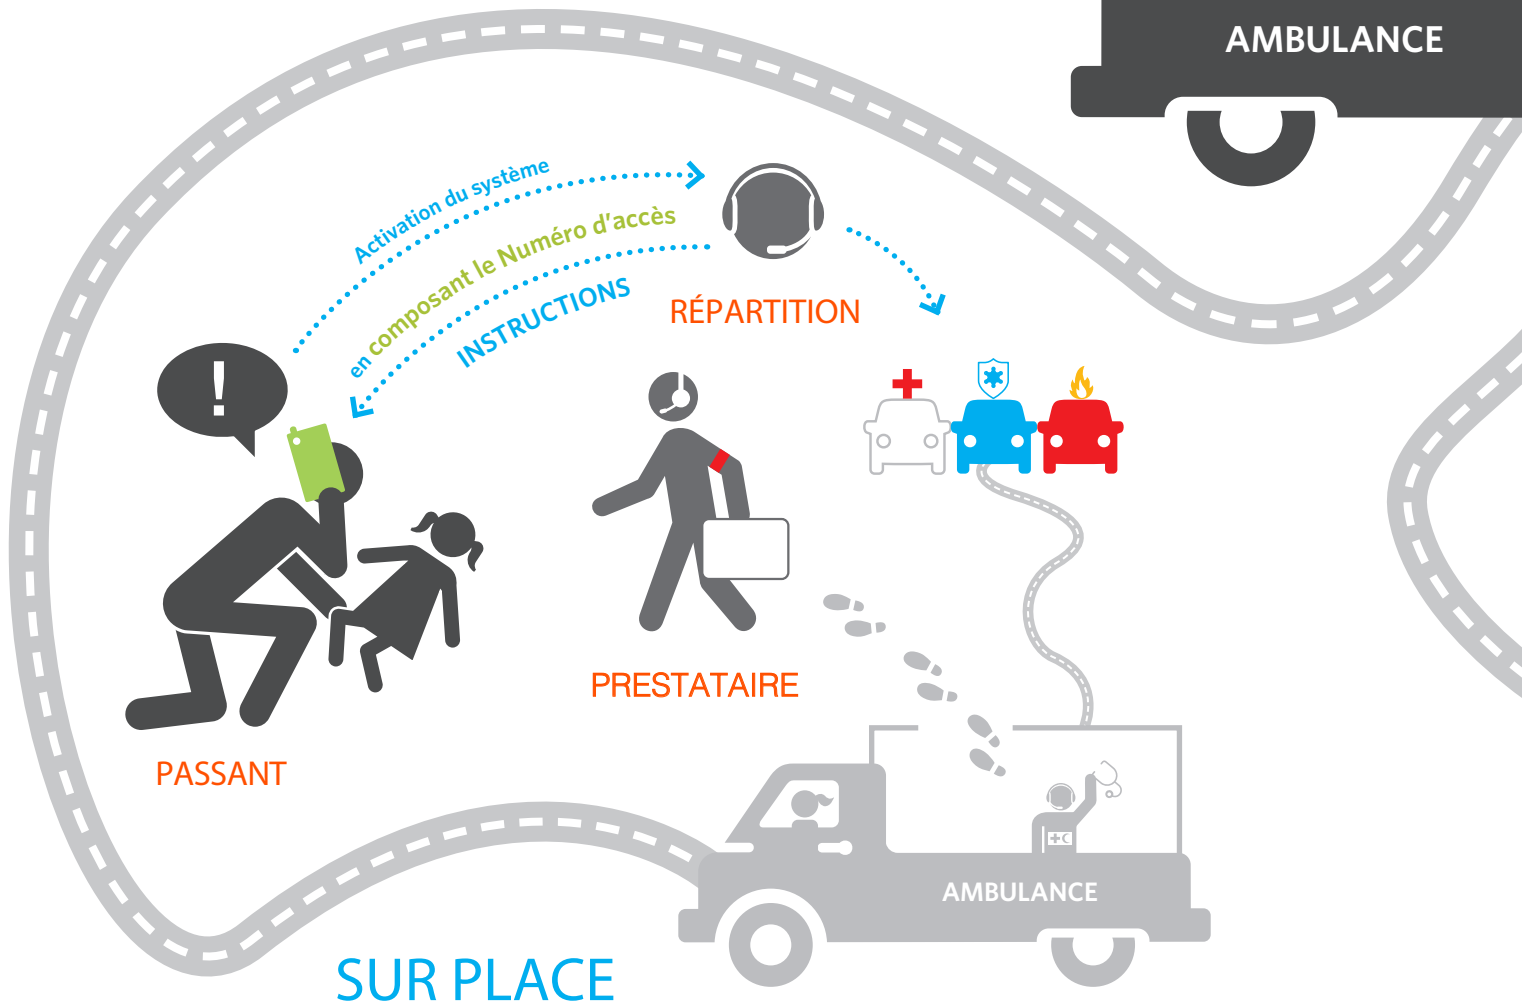 AMBULANCE
Activation du système
en composant le Numéro d'accès
INSTRUCTIONS
RÉPARTITION
!
PRESTATAIRE
PASSANT
AMBULANCE
SUR PLACE